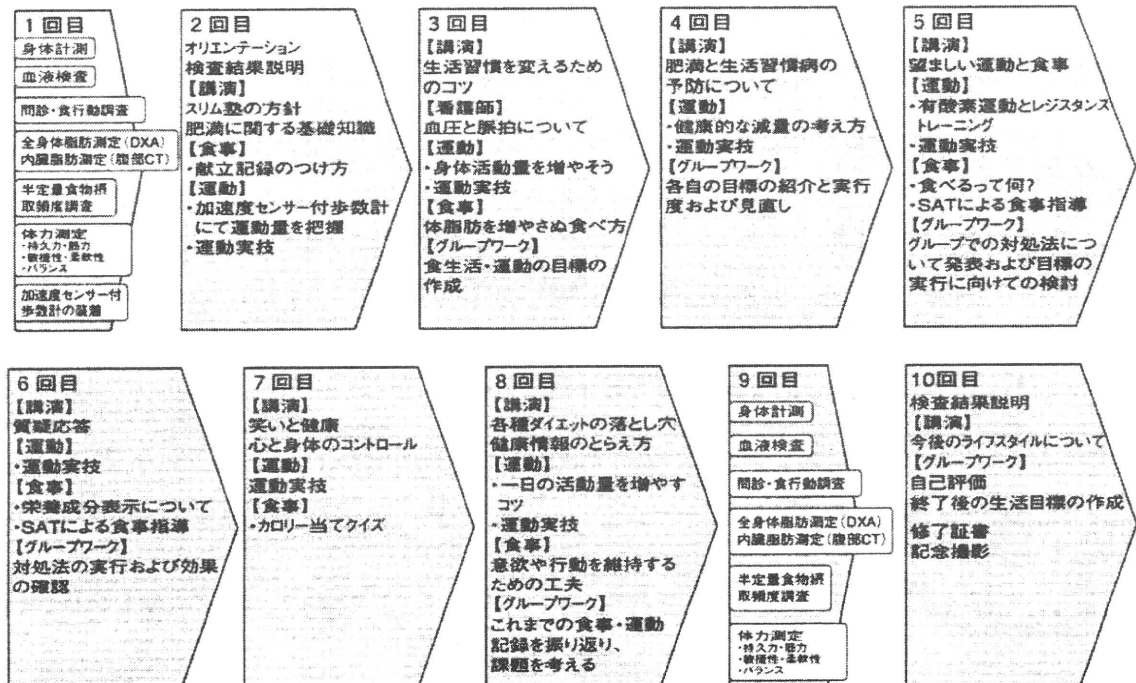 1回目
身体計測
血液検査
問診・食行動調査
全身体脂肪測定(DXA)
内臓脂肪測定(腹部CT)
半定量食物摂
取頻度調査
体力測定
・持久力・筋力
・敏捷性・柔軟性
・バランス
加速度センサー付
歩数計の装着
2回目
オリエンテーション
検査結果説明
【講演】
スリム塾の方針
肥満に関する基礎知識
【食事】
・献立記録のつけ方
【運動】
・加速度センサー付歩数計
にて運動量を把握
・運動実技
3回目
【講演】
生活習慣を変えるため
のコツ
【看護師】
血圧と脈拍について
【運動】
・身体活動量を増やそう
・運動実技
【食事】
体脂肪を増やさぬ食べ方
【グループワーク】
食生活・運動の目標の
作成
4回目
【講演】
肥満と生活習慣病の
予防について
【運動】
・健康的な減量の考え方
・運動実技
【グループワーク】
各自の目標の紹介と実行
度および見直し
5回目
【講演】
望ましい運動と食事
【運動】
・有酸素運動とレジスタンス
トレーニング
・運動実技
【食事】
・食べるって何?
・SATによる食事指導
【グループワーク】
グループでの対処法につ
いて発表および目標の
実行に向けての検討
6回目
【講演】
質疑応答
【運動】
・運動実技
【食事】
・栄養成分表示について
・SATによる食事指導
【グループワーク】
対処法の実行および効果
の確認
7回目
【講演】
笑いと健康
心と身体のコントロール
【運動】
運動実技
【食事】
・カロリー当てクイズ
8回目
【講演】
各種ダイエットの落とし穴
健康情報のとらえ方
【運動】
・一日の活動量を増やす
コツ
・運動実技
【食事】
意欲や行動を維持する
ための工夫
【グループワーク】
これまでの食事・運動
記録を振り返り、
課題を考える
9回目
身体計測
血液検査
問診・食行動調査
全身体脂肪測定(DXA)
内臓脂肪測定(腹部CT)
半定量食物摂
取頻度調査
体力測定
・持久力・筋力
・敏捷性・柔軟性
・バランス
10回目
検査結果説明
【講演】
今後のライフスタイルについて
【グループワーク】
自己評価
終了後の生活目標の作成
修了証書
記念撮影